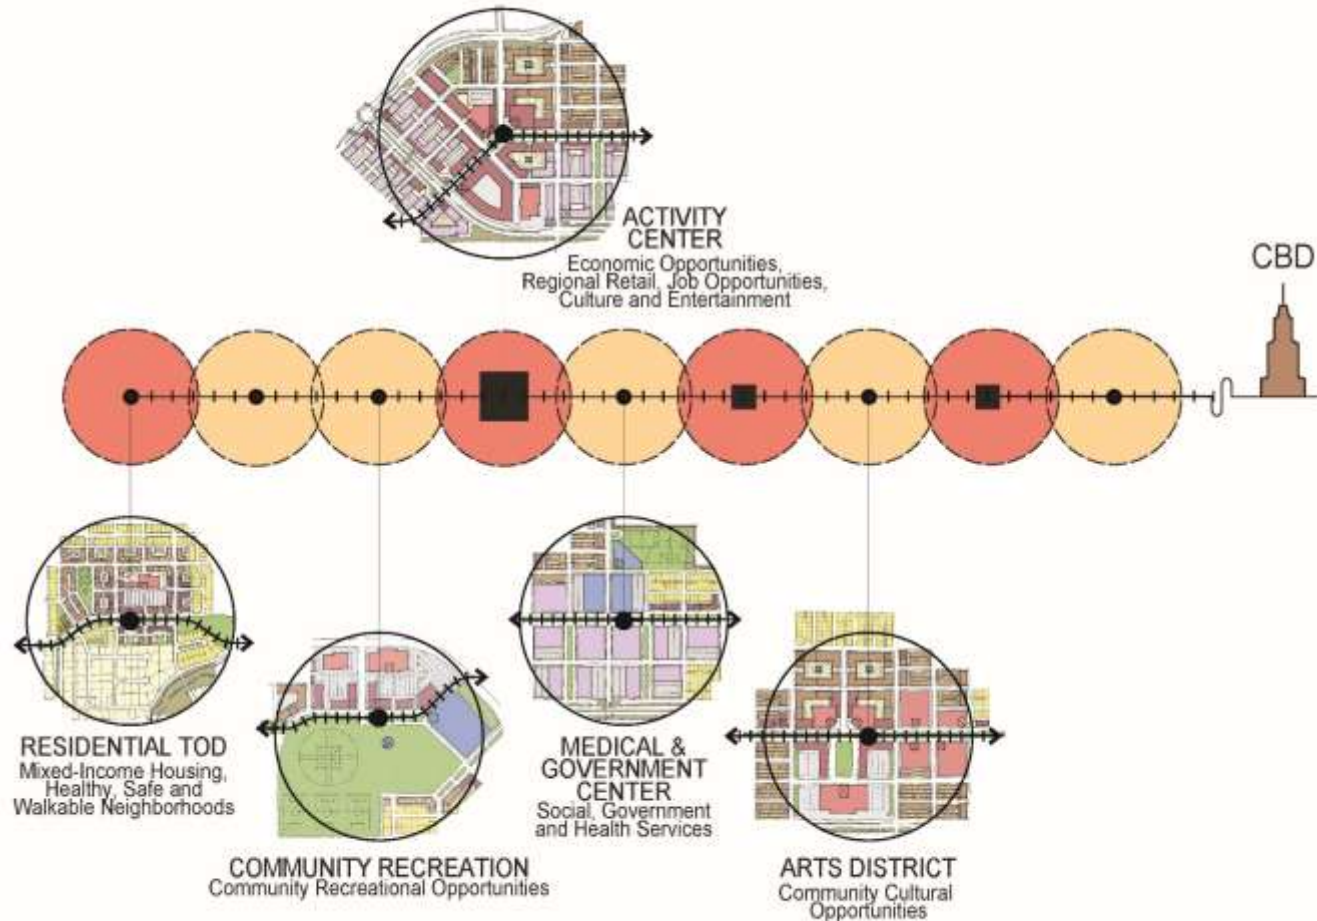 ACTIVITY
CENTER
Economic Opportunities,
Regional Retail, Job Opportunities,
Culture and Entertainment
CBD
RESIDENTIAL TOD
Mixed-Income Housing,
Healthy, Safe and
Walkable Neighborhoods
COMMUNITY RECREATION
Community Recreational Opportunities
MEDICAL &
GOVERNMENT
CENTER
Social, Government
and Health Services
ARTS DISTRICT
Community Cultural
Opportunities